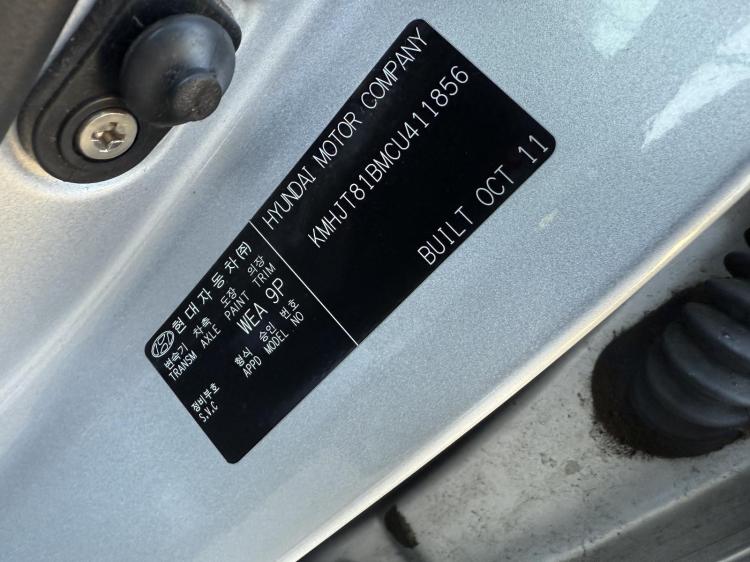 현대자동차(주)
HYUNDAI MOTOR COMPANY
변속기 차축 도장 의장
TRANSM AXLE PAINT TRIM
WEA 9P
KMHJT81BMCU411856
형식 승인 번호
APPD MODEL NO
정비부호
S.V.C
BUILT OCT 11